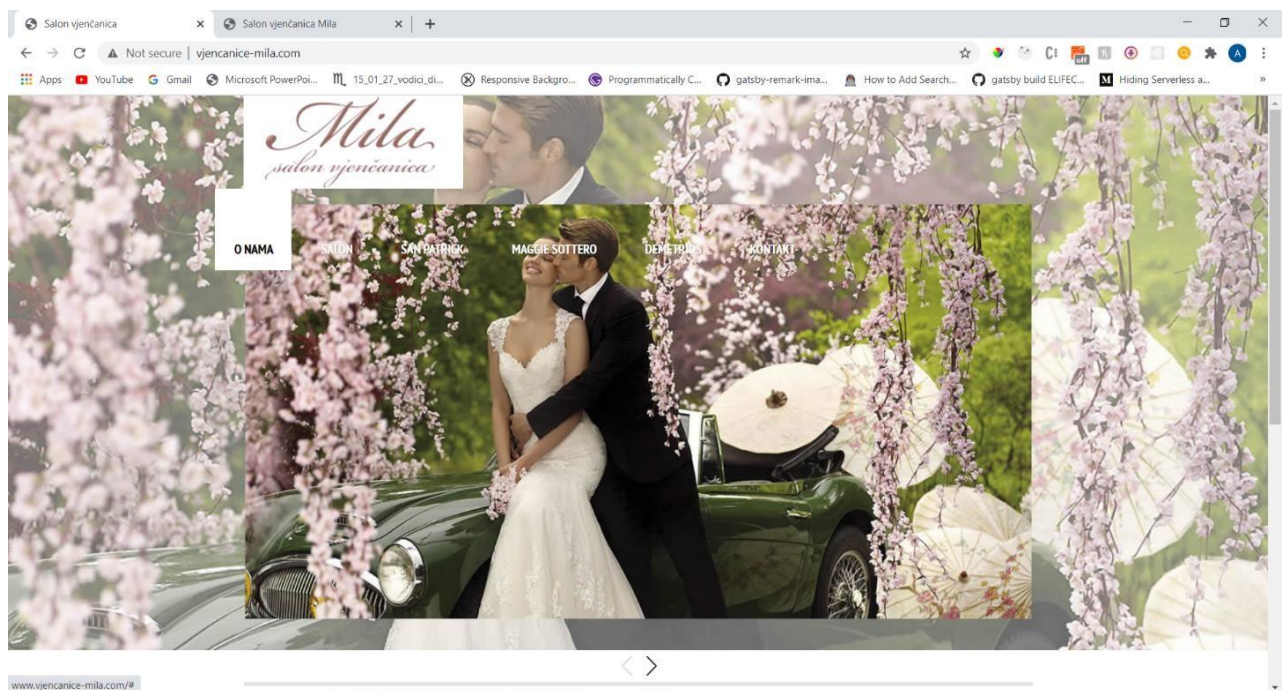 Salon vjenčanica
Salon vjenčanica Mila
Not secure | vjencanice-mila.com
Apps YouTube Gmail Microsoft PowerPoi... 15_01_27_vodici_di... Responsive Backgro... Programmatically C... gatsby-remark-ima... How to Add Search... gatsby build ELIFEC... Hiding Serverless a... »
off
A
Mila
salon vjenčanica
O NAMA SALON SAN PATRICK MAGGIE SOTTERO DEMETRIOS KONTAKT
www.vjencanice-mila.com/#